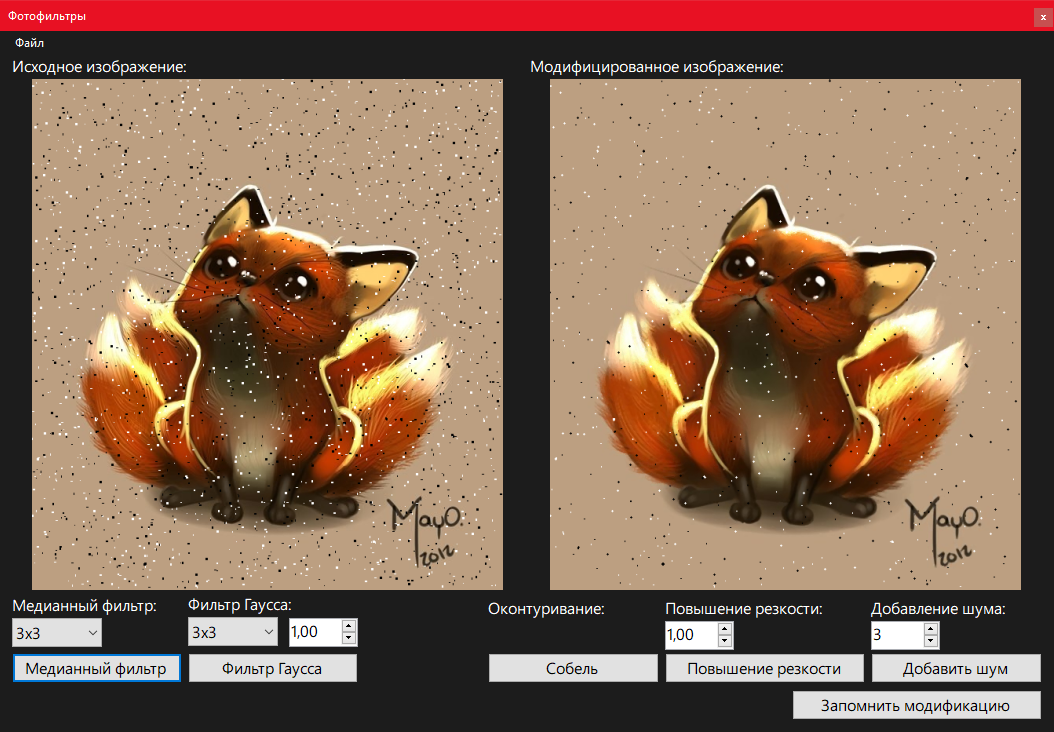 Фотофильтры
x
Файл
Исходное изображение:
Модифицированное изображение:
MayO.
2012
MayO.
2012
Медианный фильтр:
Фильтр Гаусса:
Оконтуривание:
Повышение резкости:
Добавление шума:
3x3
3x3
1,00
1,00
3
Медианный фильтр
Фильтр Гаусса
Собель
Повышение резкости
Добавить шум
Запомнить модификацию